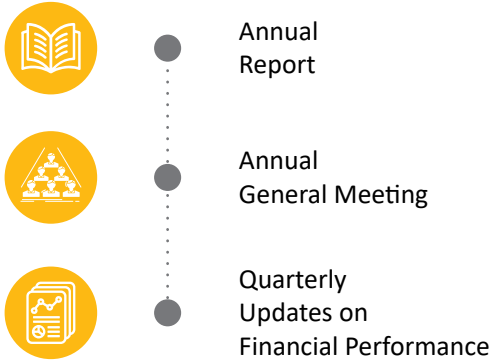 Annual
Report
Annual
General Meeting
Quarterly
Updates on
Financial Performance